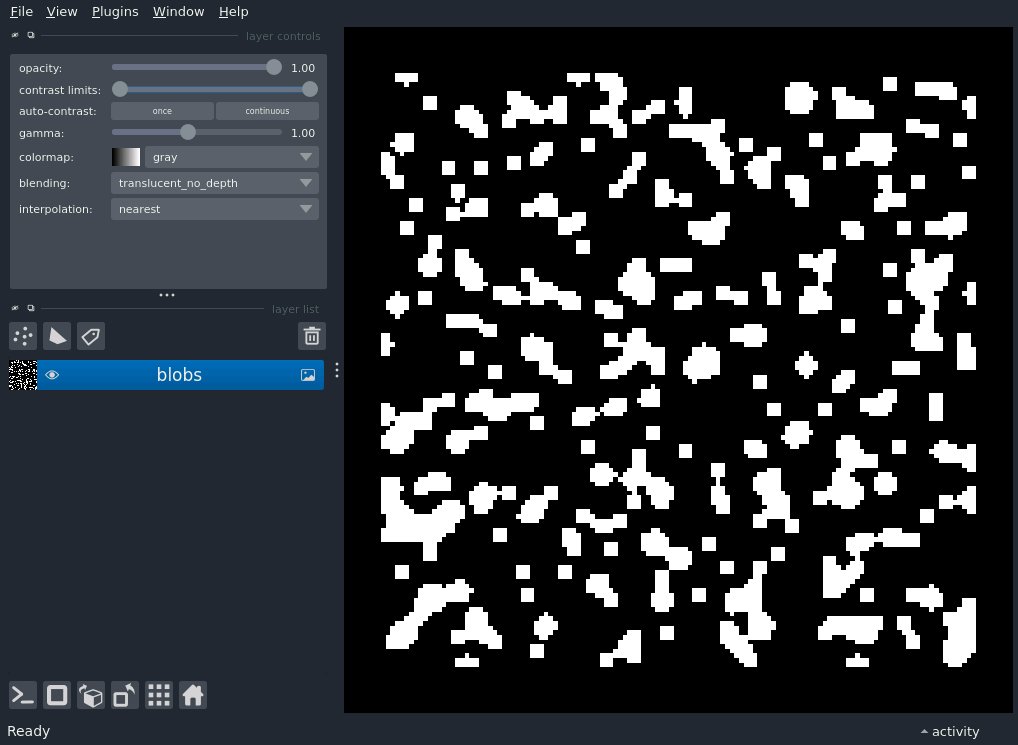 File View Plugins Window Help
layer controls
opacity: 1.00
contrast limits:
auto-contrast: once continuous
gamma: 1.00
colormap: gray
blending: translucent_no_depth
interpolation: nearest
layer list
blobs
Ready activity